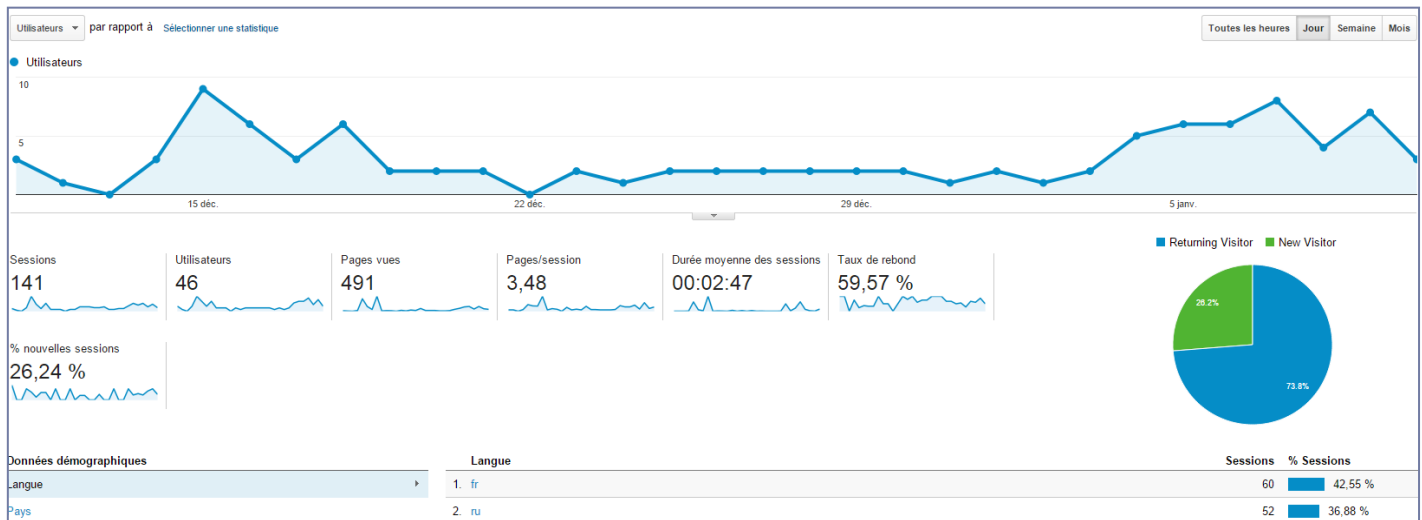 Utilisateurs par rapport à Sélectionner une statistique Toutes les heures Jour Semaine Mois
Utilisateurs
10
5
15 déc. 22 déc. 29 déc. 5 janv.
Returning Visitor New Visitor
Sessions Utilisateurs Pages vues Pages/session Durée moyenne des sessions Taux de rebond
141 46 491 3,48 00:02:47 59,57 %
26.2%
% nouvelles sessions
26,24 %
73.8%
Données démographiques Langue Sessions % Sessions
Langue 1. fr 60 42,55 %
Pays 2. ru 52 36,88 %